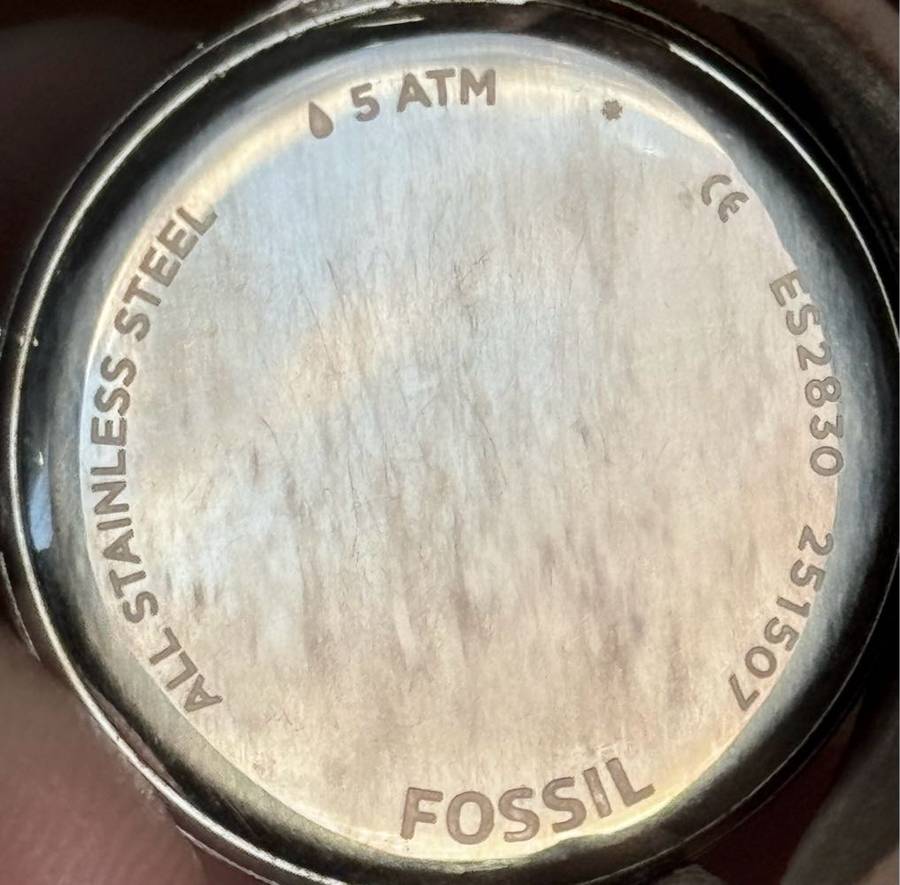 5 ATM
CE
ES2830 251507
FOSSIL
ALL STAINLESS STEEL